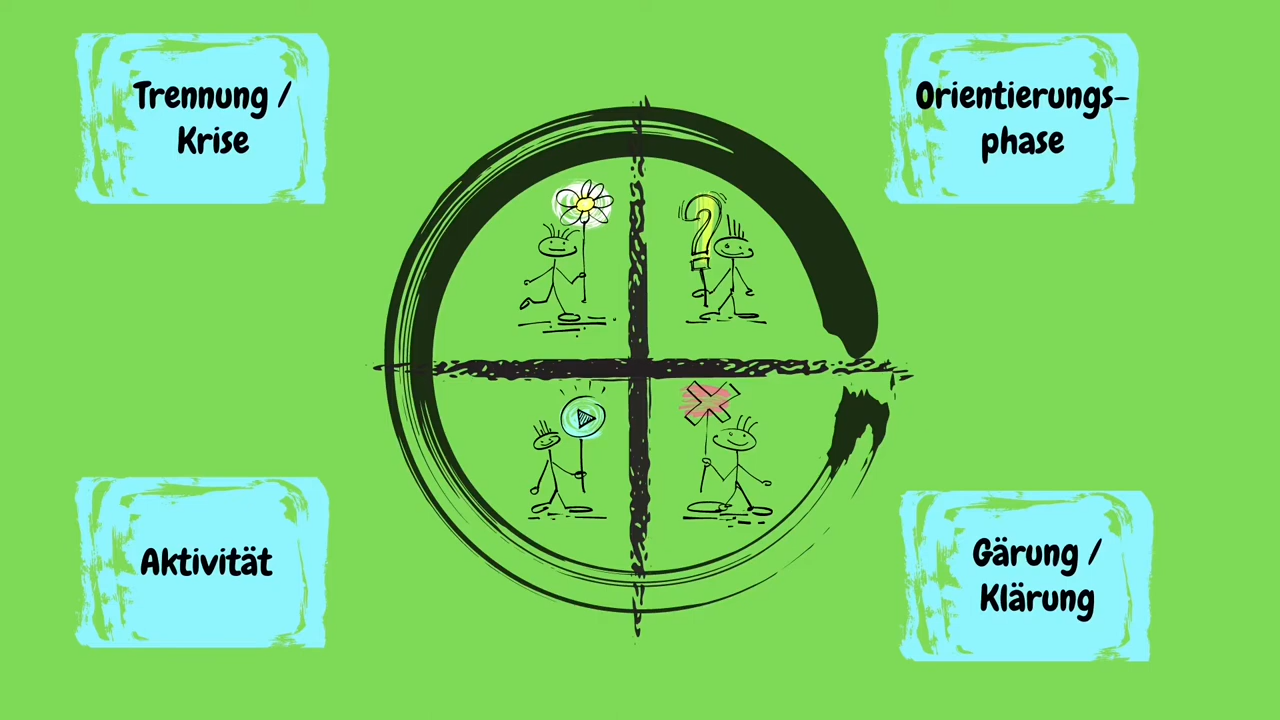 Trennung /
Krise
Orientierungs-
phase
?
Aktivität
Gärung /
Klärung